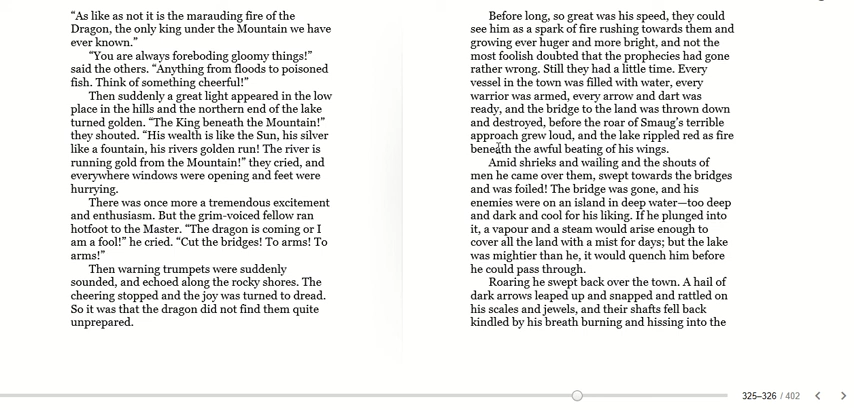 “As like as not it is the marauding fire of the
Dragon, the only king under the Mountain we have
ever known.”
“You are always foreboding gloomy things!”
said the others. “Anything from floods to poisoned
fish. Think of something cheerful!”
Then suddenly a great light appeared in the low
place in the hills and the northern end of the lake
turned golden. “The King beneath the Mountain!”
they shouted. “His wealth is like the Sun, his silver
like a fountain, his rivers golden run! The river is
running gold from the Mountain!” they cried, and
everywhere windows were opening and feet were
hurrying.
There was once more a tremendous excitement
and enthusiasm. But the grim-voiced fellow ran
hotfoot to the Master. “The dragon is coming or I
am a fool!” he cried. “Cut the bridges! To arms! To
arms!”
Then warning trumpets were suddenly
sounded, and echoed along the rocky shores. The
cheering stopped and the joy was turned to dread.
So it was that the dragon did not find them quite
unprepared.
Before long, so great was his speed, they could
see him as a spark of fire rushing towards them and
growing ever huger and more bright, and not the
most foolish doubted that the prophecies had gone
rather wrong. Still they had a little time. Every
vessel in the town was filled with water, every
warrior was armed, every arrow and dart was
ready, and the bridge to the land was thrown down
and destroyed, before the roar of Smaug’s terrible
approach grew loud, and the lake rippled red as fire
beneath the awful beating of his wings.
Amid shrieks and wailing and the shouts of
men he came over them, swept towards the bridges
and was foiled! The bridge was gone, and his
enemies were on an island in deep water—too deep
and dark and cool for his liking. If he plunged into
it, a vapour and a steam would arise enough to
cover all the land with a mist for days; but the lake
was mightier than he, it would quench him before
he could pass through.
Roaring he swept back over the town. A hail of
dark arrows leaped up and snapped and rattled on
his scales and jewels, and their shafts fell back
kindled by his breath burning and hissing into the
325–326 / 402